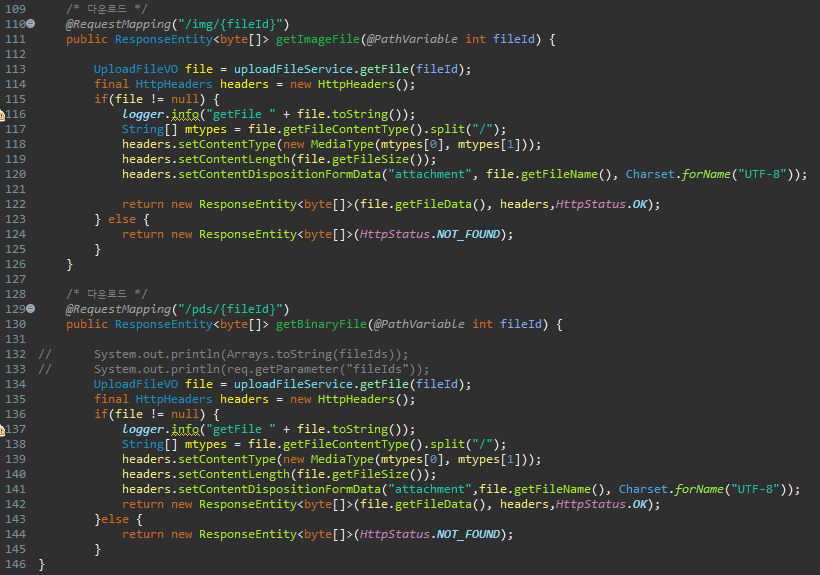 109 /* 다운로드 */
110 @RequestMapping("/img/{fileId}")
111 public ResponseEntity<byte[]> getImageFile(@PathVariable int fileId) {
112
113 UploadFileVO file = uploadFileService.getFile(fileId);
114 final HttpHeaders headers = new HttpHeaders();
115 if(file != null) {
116 logger.info("getFile " + file.toString());
117 String[] mtypes = file.getFileContentType().split("/");
118 headers.setContentType(new MediaType(mtypes[0], mtypes[1]));
119 headers.setContentLength(file.getFileSize());
120 headers.setContentDispositionFormData("attachment", file.getFileName(), Charset.forName("UTF-8"));
121
122 return new ResponseEntity<byte[]>(file.getFileData(), headers,HttpStatus.OK);
123 } else {
124 return new ResponseEntity<byte[]>(HttpStatus.NOT_FOUND);
125 }
126 }
127
128 /* 다운로드 */
129 @RequestMapping("/pds/{fileId}")
130 public ResponseEntity<byte[]> getBinaryFile(@PathVariable int fileId) {
131
132 // System.out.println(Arrays.toString(fileIds));
133 // System.out.println(req.getParameter("fileIds"));
134 UploadFileVO file = uploadFileService.getFile(fileId);
135 final HttpHeaders headers = new HttpHeaders();
136 if(file != null) {
137 logger.info("getFile " + file.toString());
138 String[] mtypes = file.getFileContentType().split("/");
139 headers.setContentType(new MediaType(mtypes[0], mtypes[1]));
140 headers.setContentLength(file.getFileSize());
141 headers.setContentDispositionFormData("attachment",file.getFileName(), Charset.forName("UTF-8"));
142 return new ResponseEntity<byte[]>(file.getFileData(), headers,HttpStatus.OK);
143 }else {
144 return new ResponseEntity<byte[]>(HttpStatus.NOT_FOUND);
145 }
146 }